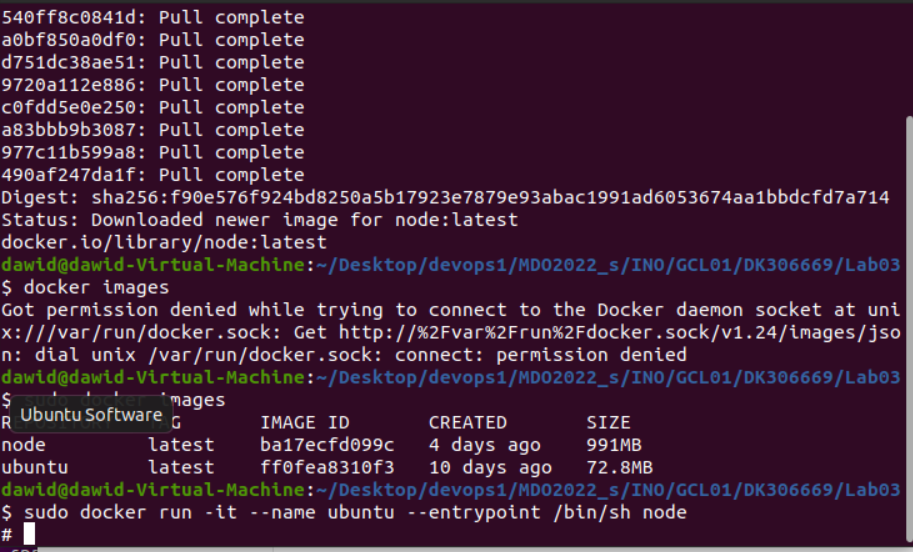 540ff8c0841d: Pull complete
a0bf850a0df0: Pull complete
d751dc38ae51: Pull complete
9720a112e886: Pull complete
c0fdd5e0e250: Pull complete
a83bbb9b3087: Pull complete
977c11b599a8: Pull complete
490af247da1f: Pull complete
Digest: sha256:f90e576f924bd8250a5b17923e7879e93abac1991ad6053674aa1bbdcfd7a714
Status: Downloaded newer image for node:latest
docker.io/library/node:latest
dawid@dawid-Virtual-Machine:~/Desktop/devops1/MDO2022_s/INO/GCL01/DK306669/Lab03
$ docker images
Got permission denied while trying to connect to the Docker daemon socket at uni
x:///var/run/docker.sock: Get http://%2Fvar%2Frun%2Fdocker.sock/v1.24/images/jso
n: dial unix /var/run/docker.sock: connect: permission denied
dawid@dawid-Virtual-Machine:~/Desktop/devops1/MDO2022_s/INO/GCL01/DK306669/Lab03
$ sudo docker images
Ubuntu Software
REPOSITORY TAG IMAGE ID CREATED SIZE
node latest ba17ecfd099c 4 days ago 991MB
ubuntu latest ff0fea8310f3 10 days ago 72.8MB
dawid@dawid-Virtual-Machine:~/Desktop/devops1/MDO2022_s/INO/GCL01/DK306669/Lab03
$ sudo docker run -it --name ubuntu --entrypoint /bin/sh node
#